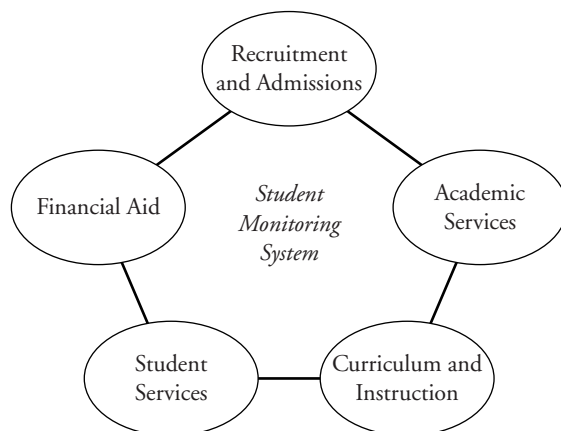 Recruitment
and Admissions
Financial Aid
Student
Monitoring
System
Academic
Services
Student
Services
Curriculum and
Instruction